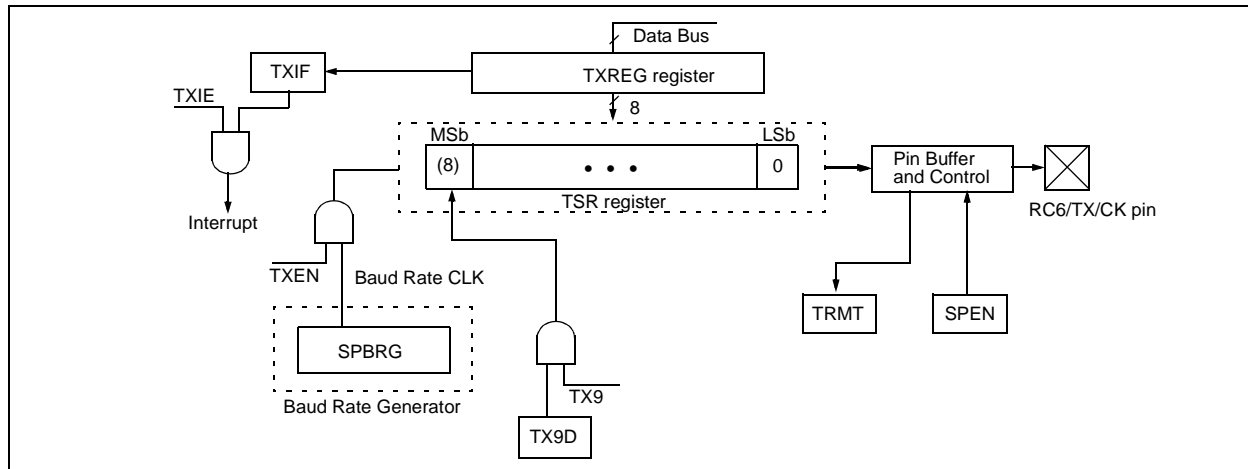 Data Bus
TXIF
TXREG register
TXIE
8
MSb
LSb
(8)
• • •
0
Pin Buffer
and Control
TSR register
Interrupt
RC6/TX/CK pin
TXEN
Baud Rate CLK
TRMT
SPEN
SPBRG
TX9
Baud Rate Generator
TX9D